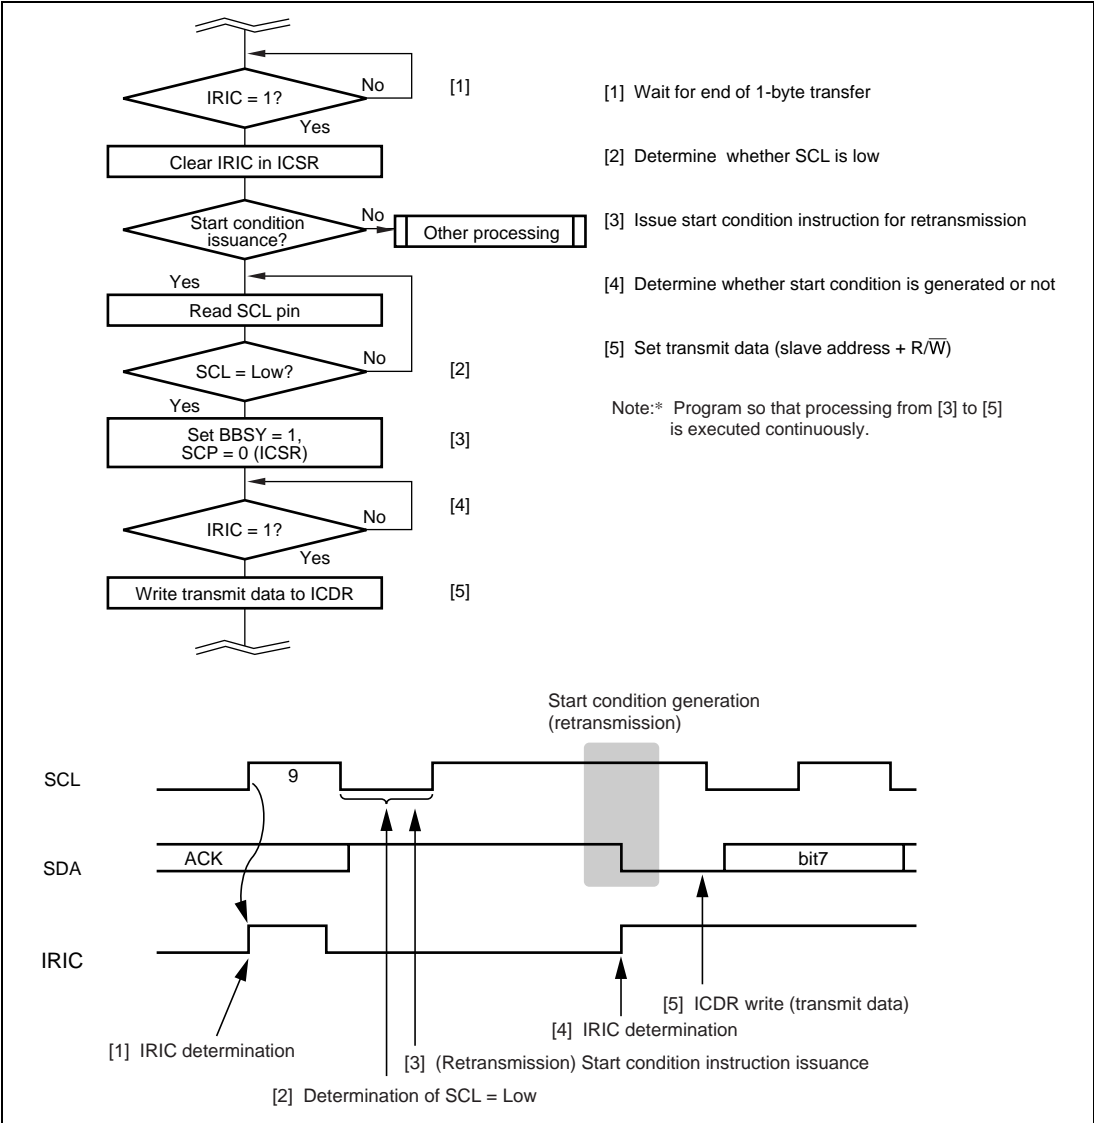 IRIC = 1?
No
[1]
Yes
Clear IRIC in ICSR
Start condition
issuance?
No
Other processing
Yes
Read SCL pin
SCL = Low?
No
[2]
Yes
Set BBSY = 1,
SCP = 0 (ICSR)
[3]
IRIC = 1?
No
[4]
Yes
Write transmit data to ICDR
[5]
[1] Wait for end of 1-byte transfer
[2] Determine whether SCL is low
[3] Issue start condition instruction for retransmission
[4] Determine whether start condition is generated or not
[5] Set transmit data (slave address + R/W̅)
Note:* Program so that processing from [3] to [5]
is executed continuously.
Start condition generation
(retransmission)
SCL
9
SDA
ACK
bit7
IRIC
[5] ICDR write (transmit data)
[4] IRIC determination
[1] IRIC determination
[3] (Retransmission) Start condition instruction issuance
[2] Determination of SCL = Low